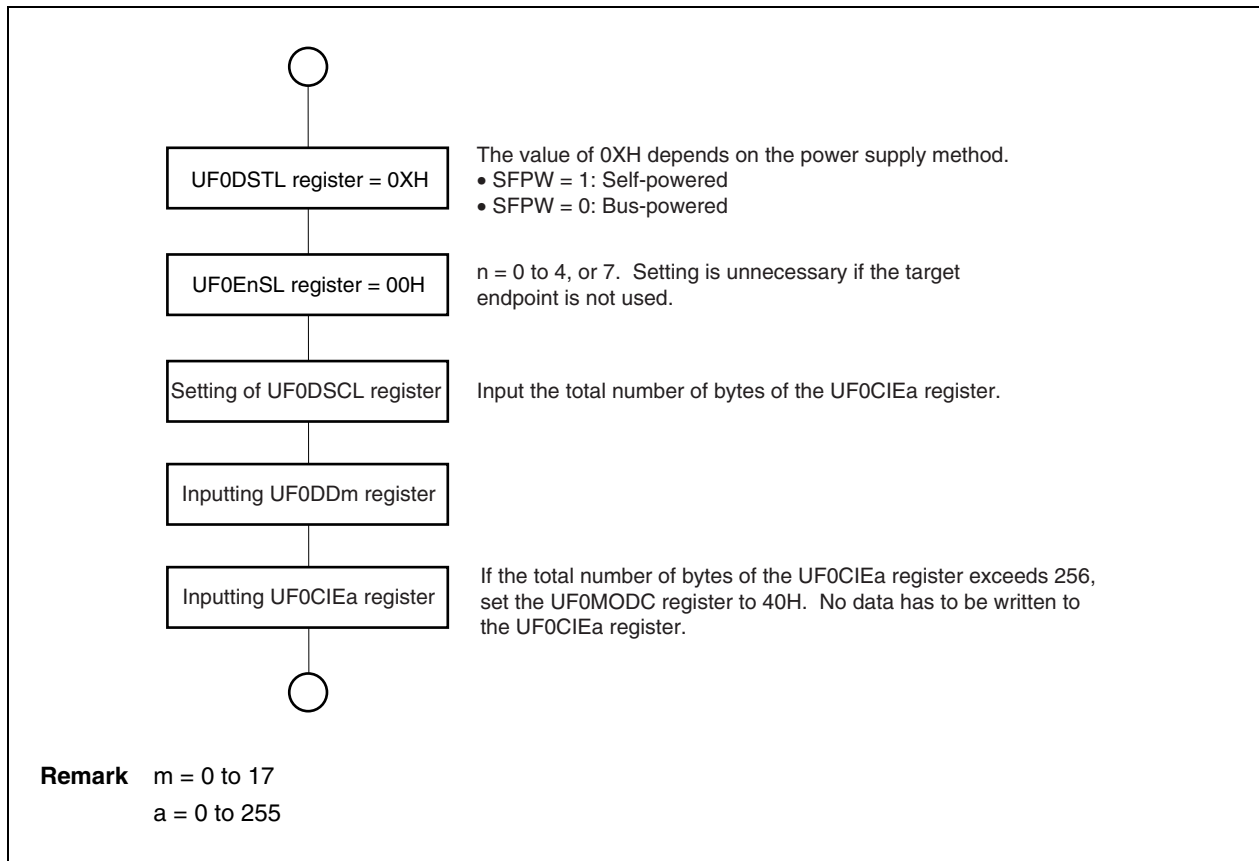 UF0DSTL register = 0XH
The value of 0XH depends on the power supply method.
• SFPW = 1: Self-powered
• SFPW = 0: Bus-powered
UF0EnSL register = 00H
n = 0 to 4, or 7. Setting is unnecessary if the target
endpoint is not used.
Setting of UF0DSCL register
Input the total number of bytes of the UF0CIEa register.
Inputting UF0DDm register
Inputting UF0CIEa register
If the total number of bytes of the UF0CIEa register exceeds 256,
set the UF0MODC register to 40H. No data has to be written to
the UF0CIEa register.
Remark m = 0 to 17
a = 0 to 255